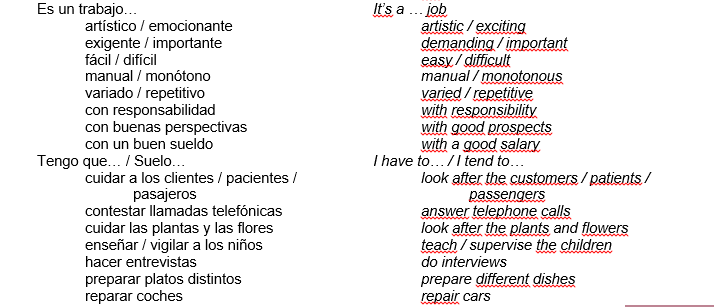 Es un trabajo… It's a … job
artístico / emocionante artistic / exciting
exigente / importante demanding / important
fácil / difícil easy / difficult
manual / monótono manual / monotonous
variado / repetitivo varied / repetitive
con responsabilidad with responsibility
con buenas perspectivas with good prospects
con un buen sueldo with a good salary
Tengo que… / Suelo… I have to… / I tend to…
cuidar a los clientes / pacientes / look after the customers / patients /
pasajeros passengers
contestar llamadas telefónicas answer telephone calls
cuidar las plantas y las flores look after the plants and flowers
enseñar / vigilar a los niños teach / supervise the children
hacer entrevistas do interviews
preparar platos distintos prepare different dishes
reparar coches repair cars